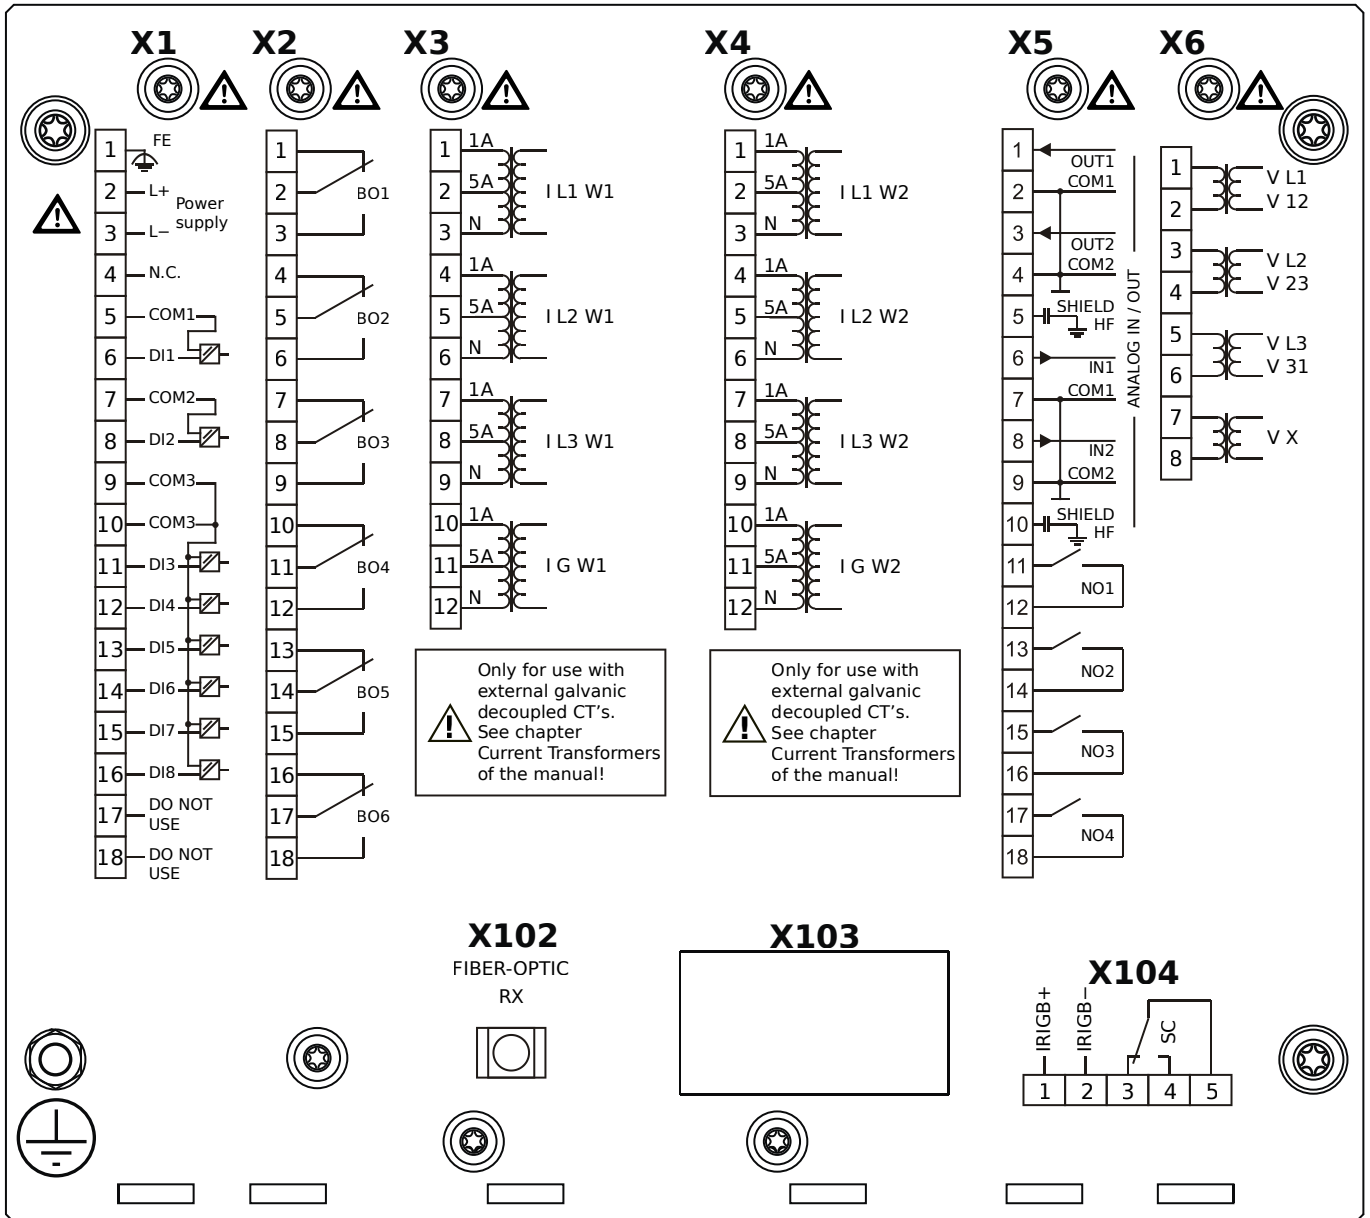 X1
1
FE
2
L+
Power
supply
3
L−
4
N.C.
5
COM1
6
DI1
7
COM2
8
DI2
9
COM3
10
COM3
11
DI3
12
DI4
13
DI5
14
DI6
15
DI7
16
DI8
17
DO NOT
USE
18
DO NOT
USE
X2
1
2
BO1
3
4
5
BO2
6
7
8
BO3
9
10
11
BO4
12
13
14
BO5
15
16
17
BO6
18
X3
1
1A
2
5A
I L1 W1
3
N
4
1A
5
5A
I L2 W1
6
N
7
1A
8
5A
I L3 W1
9
N
10
1A
11
5A
I G W1
12
N
Only for use with
external galvanic
decoupled CT's.
See chapter
Current Transformers
of the manual!
X4
1
1A
2
5A
I L1 W2
3
N
4
1A
5
5A
I L2 W2
6
N
7
1A
8
5A
I L3 W2
9
N
10
1A
11
5A
I G W2
12
N
Only for use with
external galvanic
decoupled CT's.
See chapter
Current Transformers
of the manual!
X5
1
OUT1
2
COM1
3
OUT2
4
COM2
5
SHIELD
HF
6
IN1
7
COM1
8
IN2
9
COM2
10
SHIELD
HF
ANALOG IN / OUT
11
NO1
12
13
NO2
14
15
NO3
16
17
NO4
18
X6
1
V L1
2
V 12
3
V L2
4
V 23
5
V L3
6
V 31
7
V X
8
X102
FIBER-OPTIC
RX
X103
X104
IRIGB+
IRIGB−
SC
1 2 3 4 5